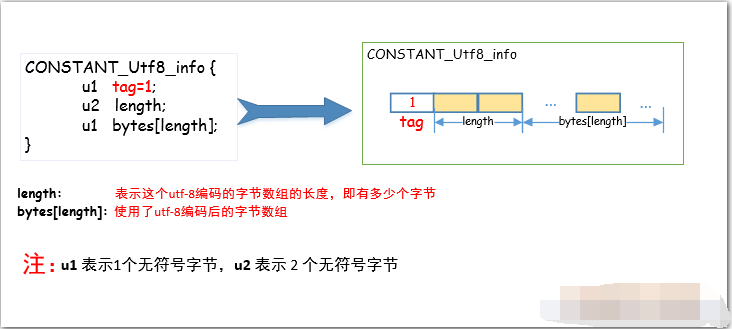 CONSTANT_Utf8_info {
u1 tag=1;
u2 length;
u1 bytes[length];
}
CONSTANT_Utf8_info
1
... ...
tag length bytes[length]
length: 表示这个utf-8编码的字节数组的长度，即有多少个字节
bytes[length]: 使用了utf-8编码后的字节数组
注：u1 表示1个无符号字节，u2 表示 2 个无符号字节